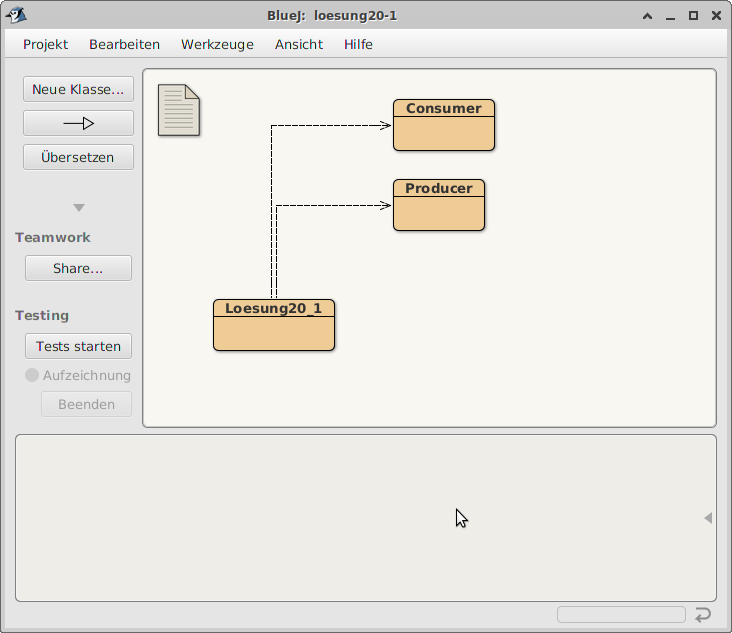 BlueJ: loesung20-1
Projekt Bearbeiten Werkzeuge Ansicht Hilfe
Neue Klasse...
Übersetzen
Teamwork
Share...
Testing
Tests starten
Aufzeichnung
Beenden
Consumer
Producer
Loesung20_1